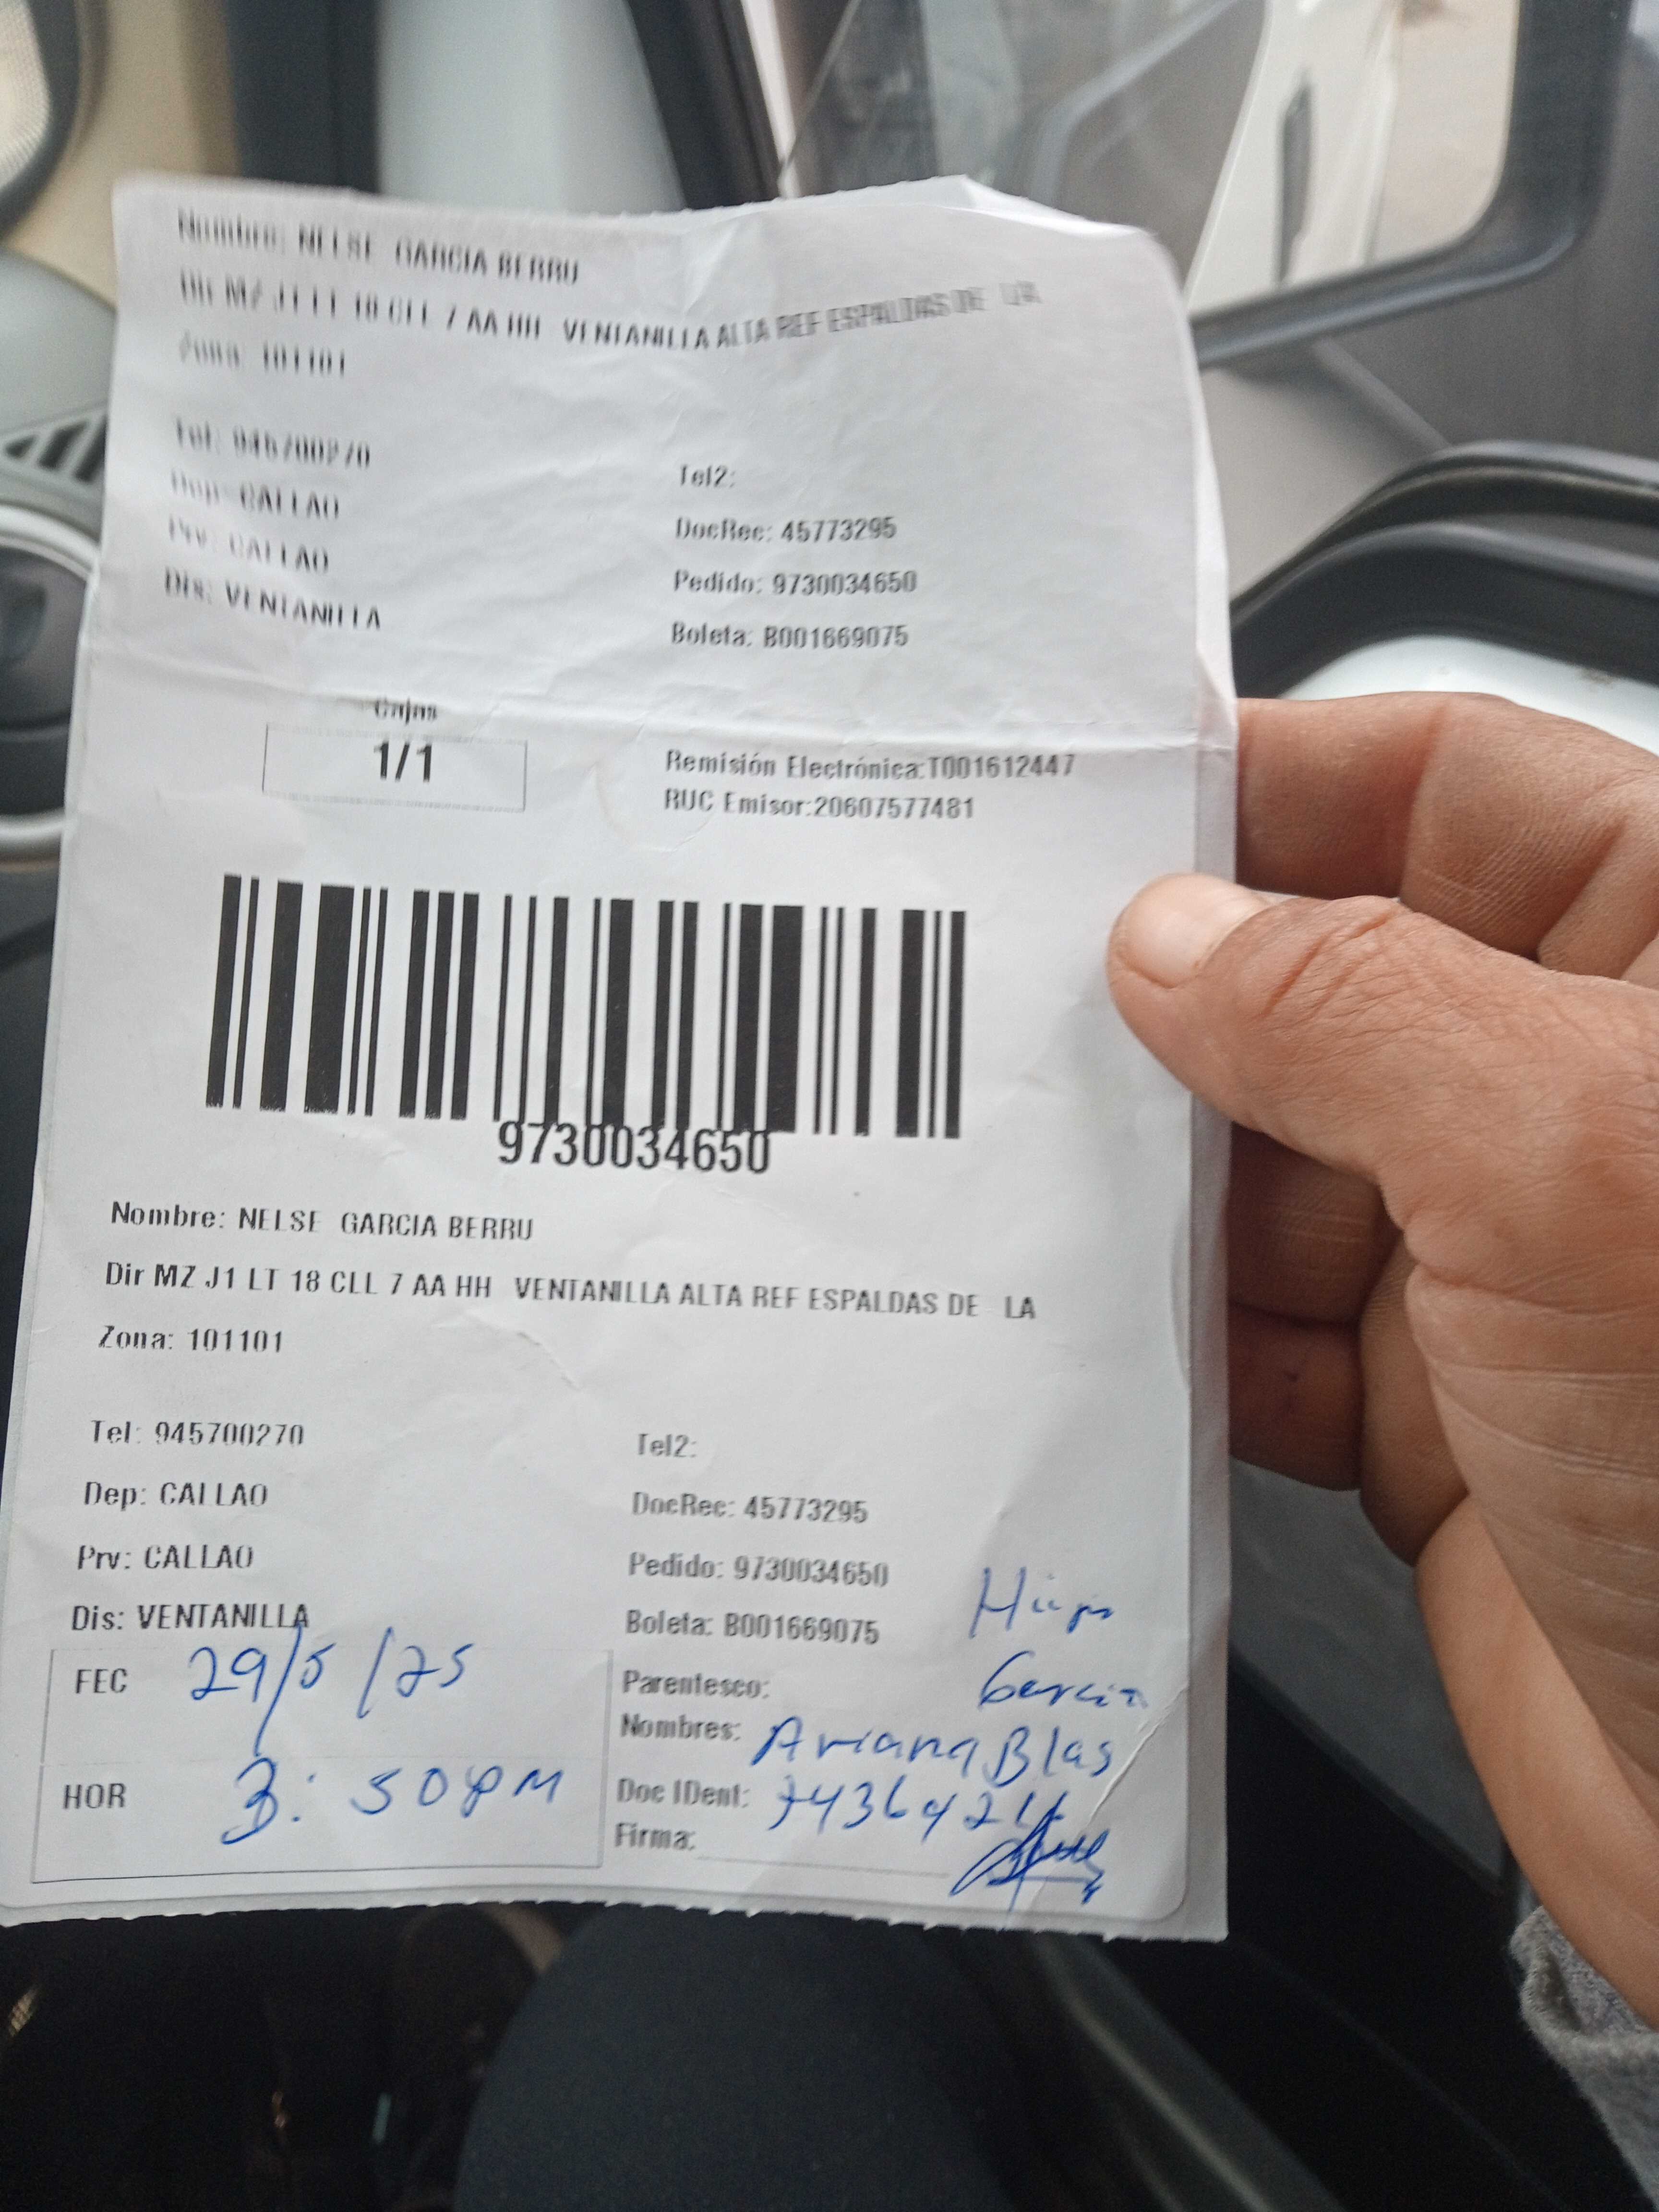 Nombre: NELSE GARCIA BERRU
Dir MZ J1 LT 18 CLL 7 AA HH VENTANILLA ALTA REF ESPALDAS DE LA
Zona: 101101
Tel: 945700270
Tel2:
Dep: CALLAO
DocRec: 45773295
Prv: CALLAO
Pedido: 9730034650
Dis: VENTANILLA
Boleta: B001669075
Cajas
1/1
Remisión Electrónica:T001612447
RUC Emisor:20607577481
9730034650
Nombre: NELSE GARCIA BERRU
Dir MZ J1 LT 18 CLL 7 AA HH VENTANILLA ALTA REF ESPALDAS DE LA
Zona: 101101
Tel: 945700270
Tel2:
Dep: CALLAO
DocRec: 45773295
Prv: CALLAO
Pedido: 9730034650
Dis: VENTANILLA
Boleta: B001669075
FEC 29/5/25
Parentesco: Garcia
Nombres: Ariana Blas
HOR 3:50PM
Doc IDent:
Firma: